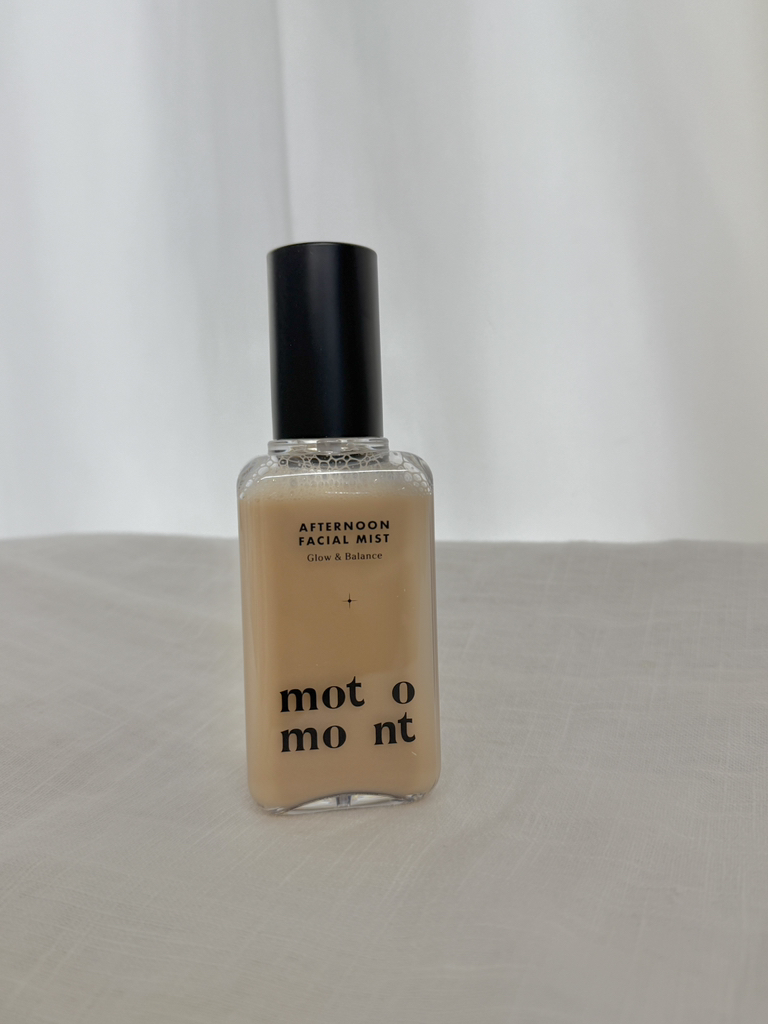 AFTERNOON
FACIAL MIST
Glow & Balance
mot o
mo nt